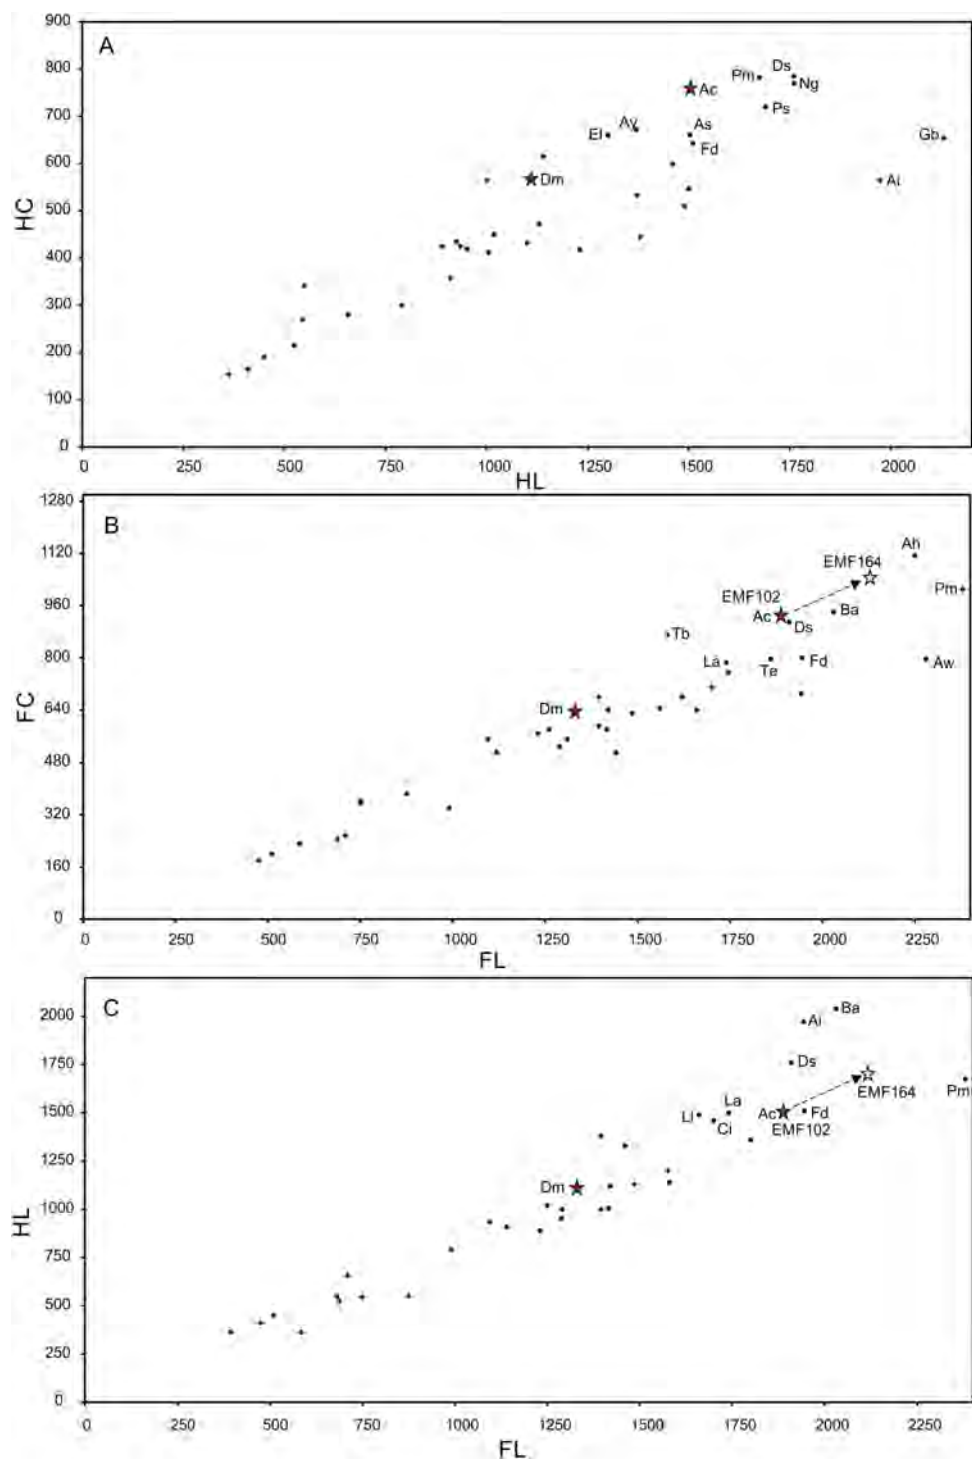 900
A
800
Ds
Pm
Ng
Ac
700
Ps
Av
As
El
Gb
600
Fd
Dm
Ai
HC
500
400
300
200
100
0
0 250 500 750 1000 1250 1500 1750 2000
HL
1280
B
1120
Ah
EMF164
960
EMF102
Pm
Ac
Ba
Ds
Tb
800
La
Te
Fd
Aw
FC
640
Dm
480
320
160
0
0 250 500 750 1000 1250 1500 1750 2000 2250
FL
C
2000
Ba
Ai
1750
Ds
EMF164
Pm
1500
La
Li
Ac
Fd
Ci
EMF102
1250
Dm
HL
1000
750
500
250
0
0 250 500 750 1000 1250 1500 1750 2000 2250
FL